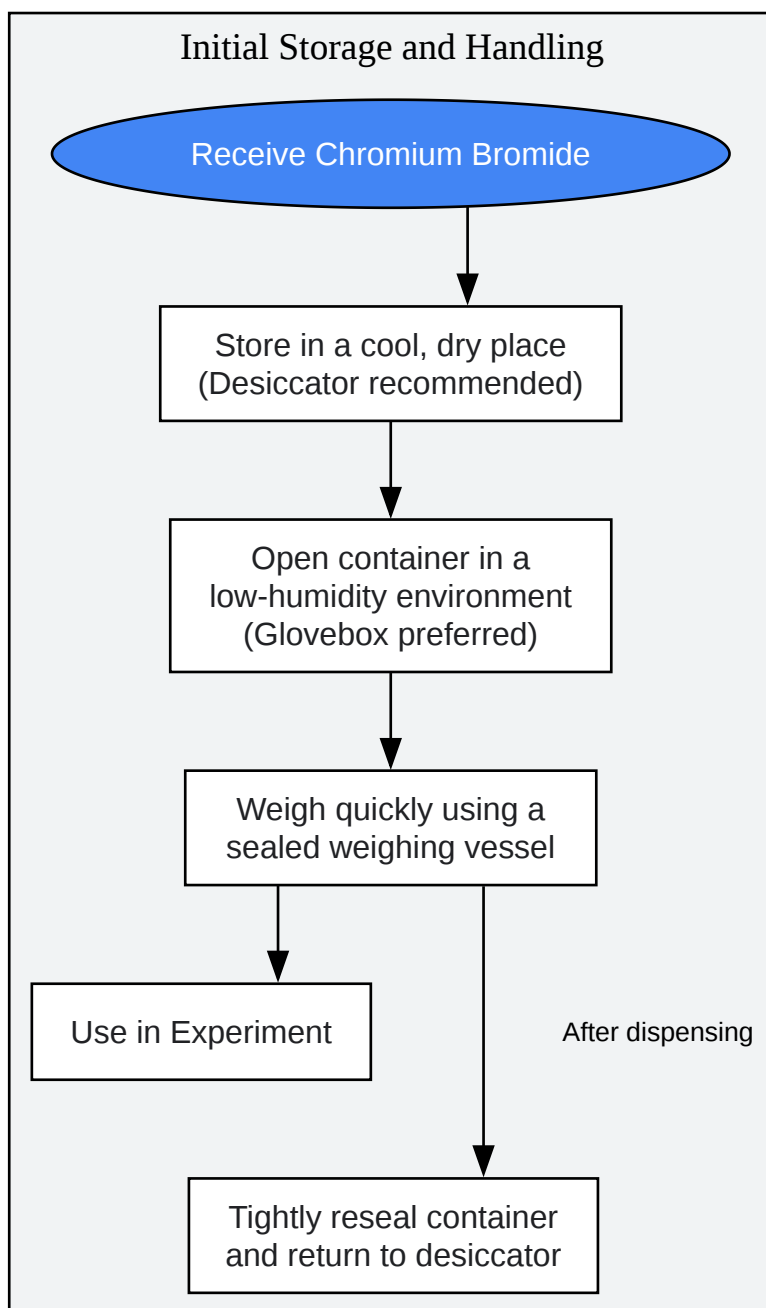 Initial Storage and Handling
Receive Chromium Bromide
Store in a cool, dry place
(Desiccator recommended)
Open container in a
low-humidity environment
(Glovebox preferred)
Weigh quickly using a
sealed weighing vessel
Use in Experiment
After dispensing
Tightly reseal container
and return to desiccator